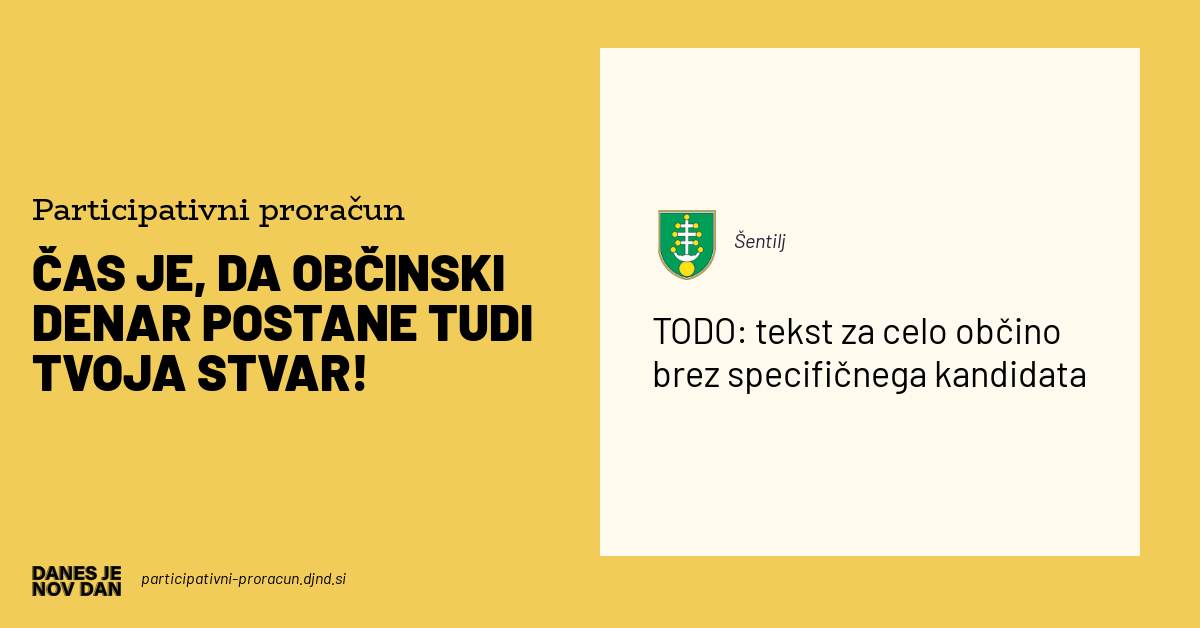 Participativni proračun
ČAS JE, DA OBČINSKI
DENAR POSTANE TUDI
TVOJA STVAR!
Šentilj
TODO: tekst za celo občino
brez specifičnega kandidata
DANES JE
NOV DAN
participativni-proracun.djnd.si